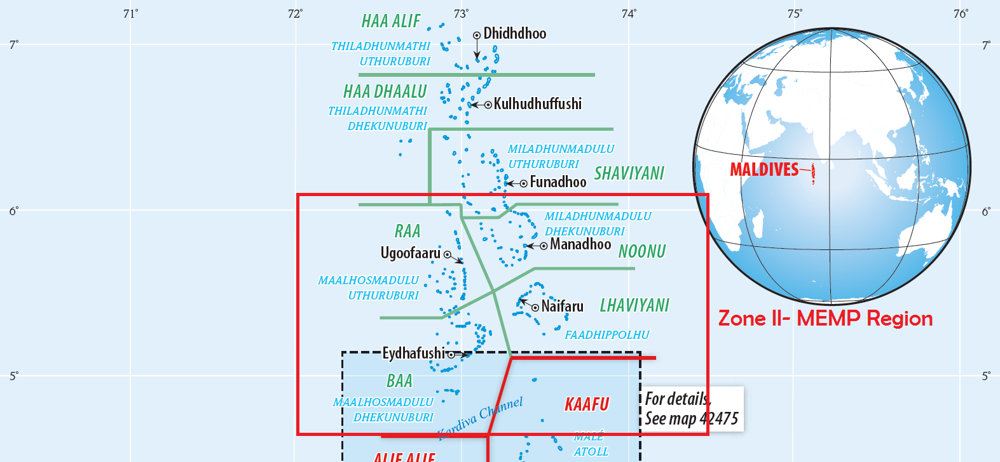 71°
72°
73°
74°
75°
76°
HAA ALIF
Dhidhdhoo
7°
7°
THILADHUNMATHI
UTHURUBURI
HAA DHAALU
Kulhudhuffushi
THILADHUNMATHI
DHEKUNUBURI
MILADHUNMADULU
UTHURUBURI
SHAVIYANI
Funadhoo
MALDIVES
6°
6°
MILADHUNMADULU
DHEKUNUBURI
RAA
Manadhoo
NOONU
Ugoofaaru
MAALHOSMADULU
UTHURUBURI
Naifaru
LHAVIYANI
FAADHIPPOLHU
Zone II- MEMP Region
Eydhafushi
5°
5°
BAA
MAALHOSMADULU
DHEKUNUBURI
Kardiva Channel
KAAFU
For details,
See map 42475
MALÉ
ATOLL
ALIF ALIF